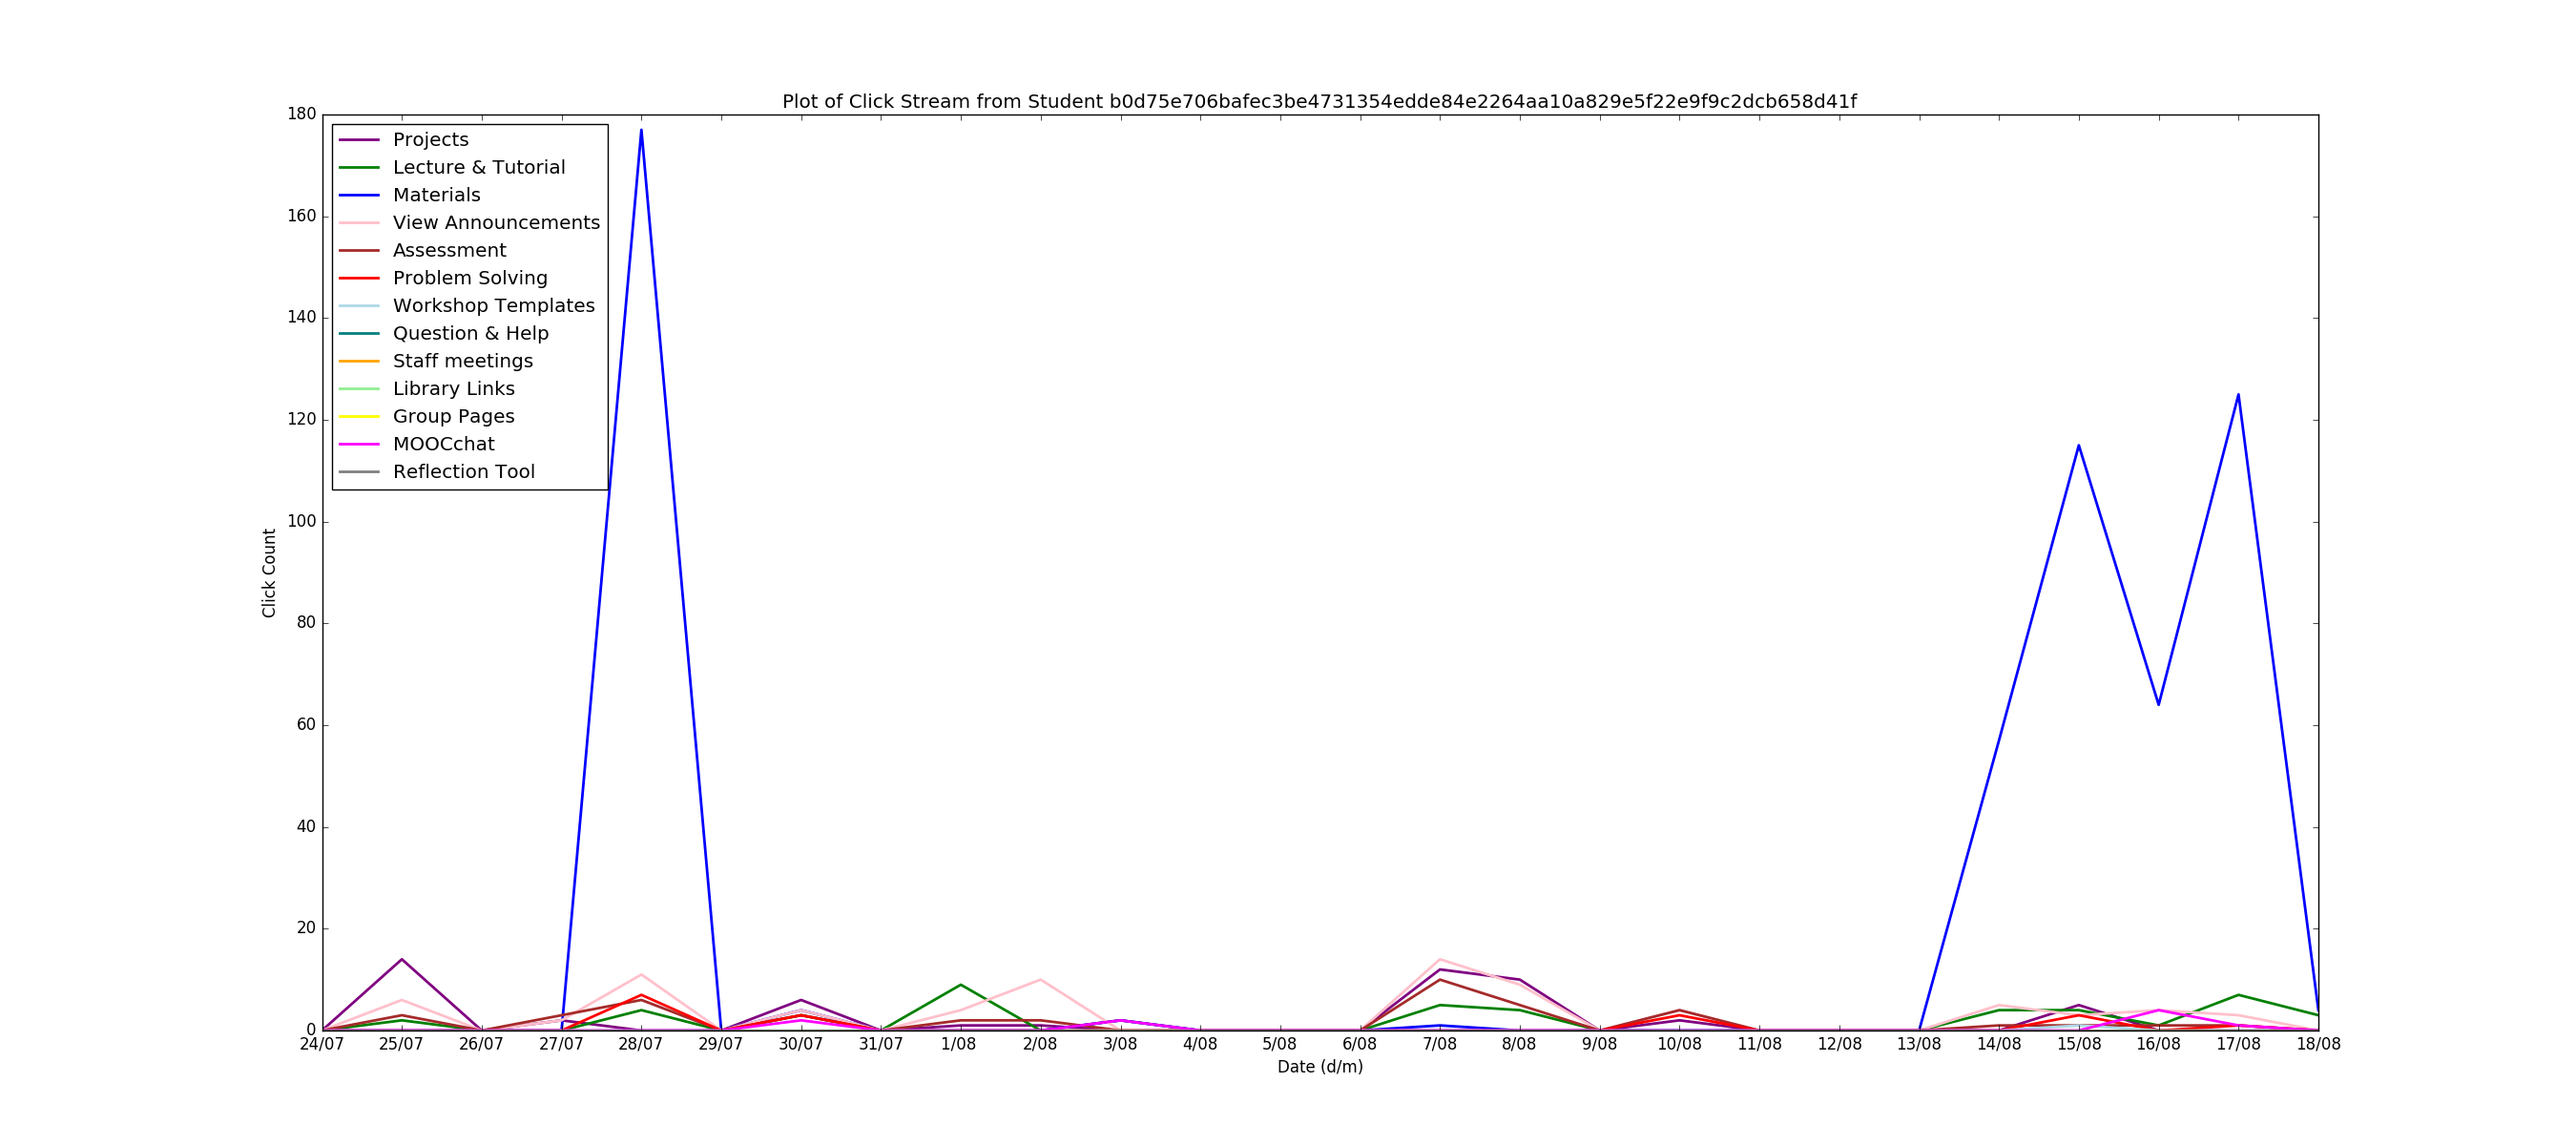 Plot of Click Stream from Student b0d75e706bafec3be4731354edde84e2264aa10a829e5f22e9f9c2dcb658d41f
180
160
140
120
100
80
60
40
20
0
Click Count
Projects
Lecture & Tutorial
Materials
View Announcements
Assessment
Problem Solving
Workshop Templates
Question & Help
Staff meetings
Library Links
Group Pages
MOOCchat
Reflection Tool
24/07 25/07 26/07 27/07 28/07 29/07 30/07 31/07 1/08 2/08 3/08 4/08 5/08 6/08 7/08 8/08 9/08 10/08 11/08 12/08 13/08 14/08 15/08 16/08 17/08 18/08
Date (d/m)